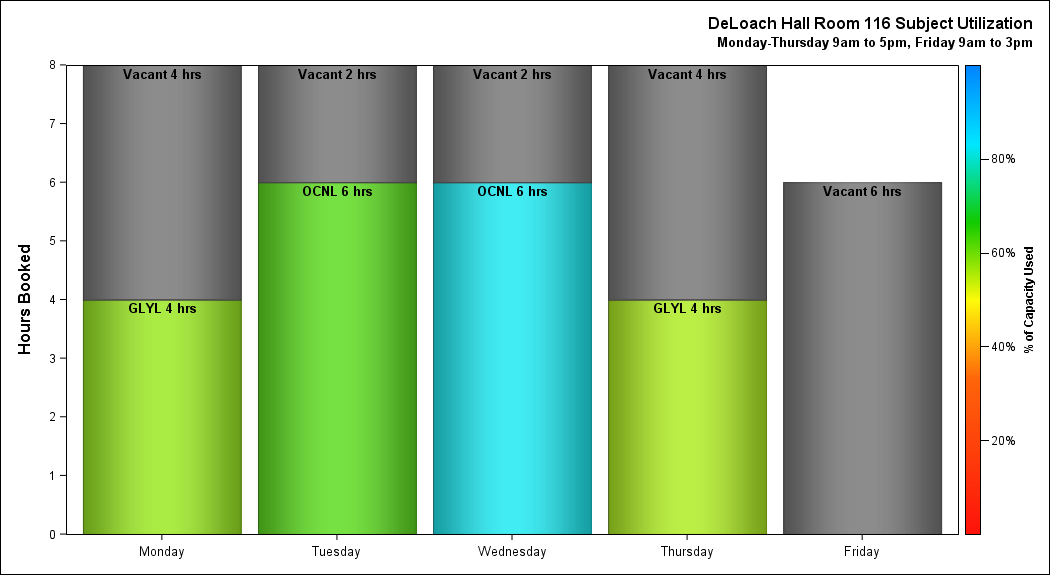 DeLoach Hall Room 116 Subject Utilization
Monday-Thursday 9am to 5pm, Friday 9am to 3pm
Hours Booked
8
7
6
5
4
3
2
1
0
Vacant 4 hrs
GLYL 4 hrs
Vacant 2 hrs
OCNL 6 hrs
Vacant 2 hrs
OCNL 6 hrs
Vacant 4 hrs
GLYL 4 hrs
Vacant 6 hrs
Monday
Tuesday
Wednesday
Thursday
Friday
80%
60%
40%
20%
% of Capacity Used